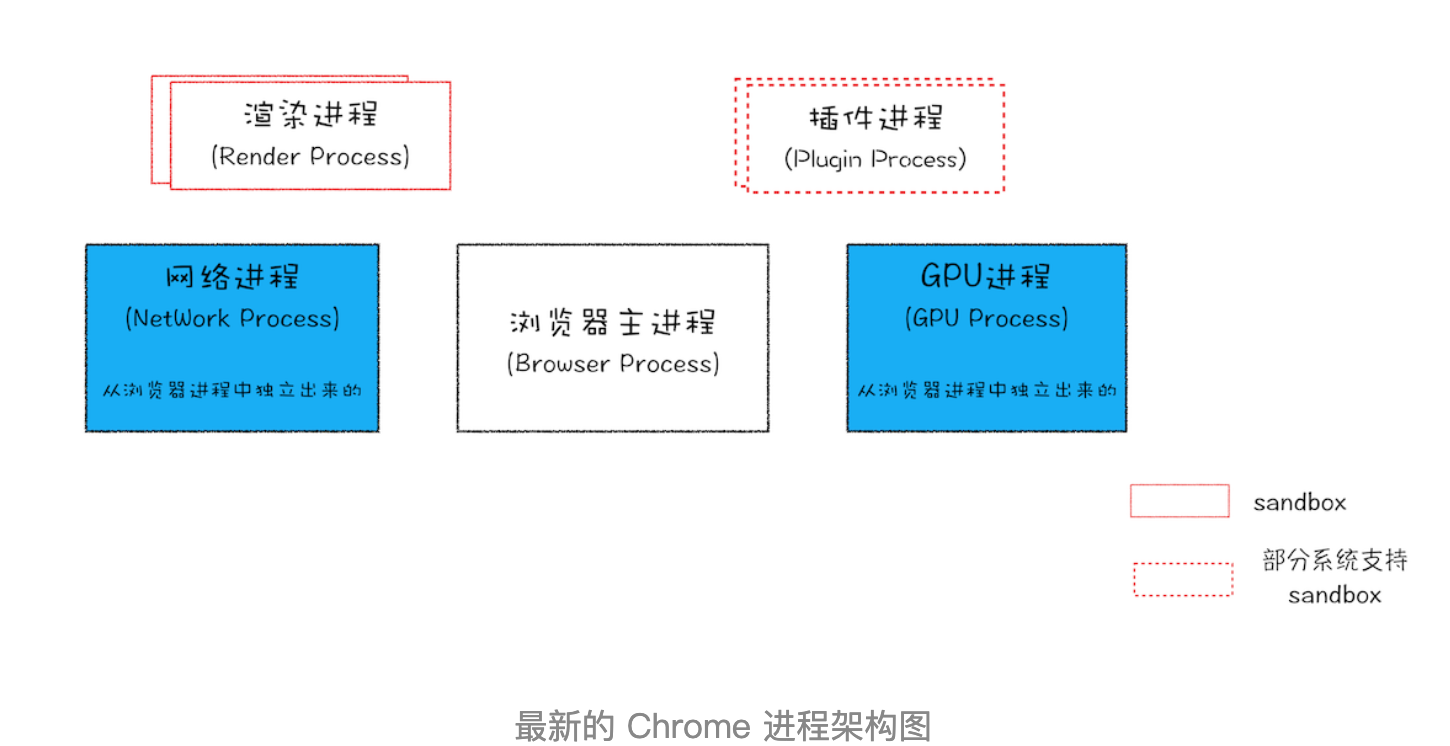 渲染进程
(Render Process)
插件进程
(Plugin Process)
网络进程
(NetWork Process)
从浏览器进程中独立出来的
浏览器主进程
(Browser Process)
GPU进程
(GPU Process)
从浏览器进程中独立出来的
sandbox
部分系统支持
sandbox
最新的 Chrome 进程架构图